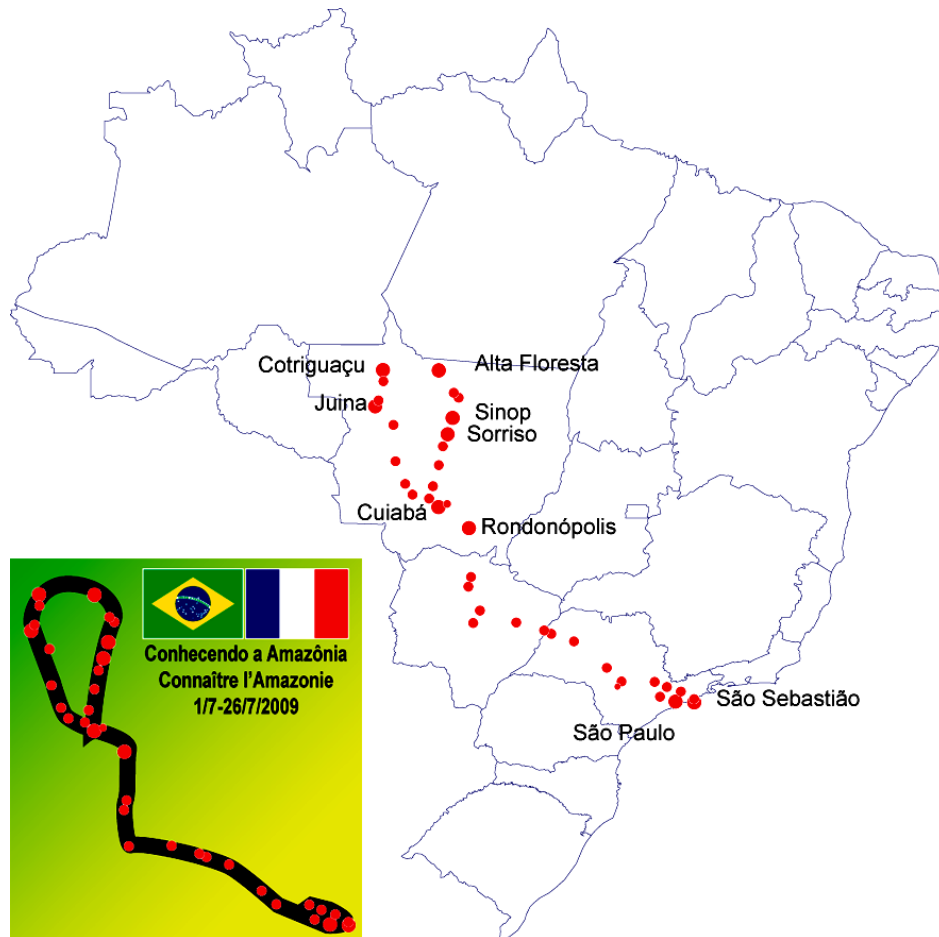 Cotriguaçu
Alta Floresta
Juina
Sinop
Sorriso
Cuiabá
Rondonópolis
São Sebastião
São Paulo
Conhecendo a Amazônia
Connaître l'Amazonie
1/7-26/7/2009